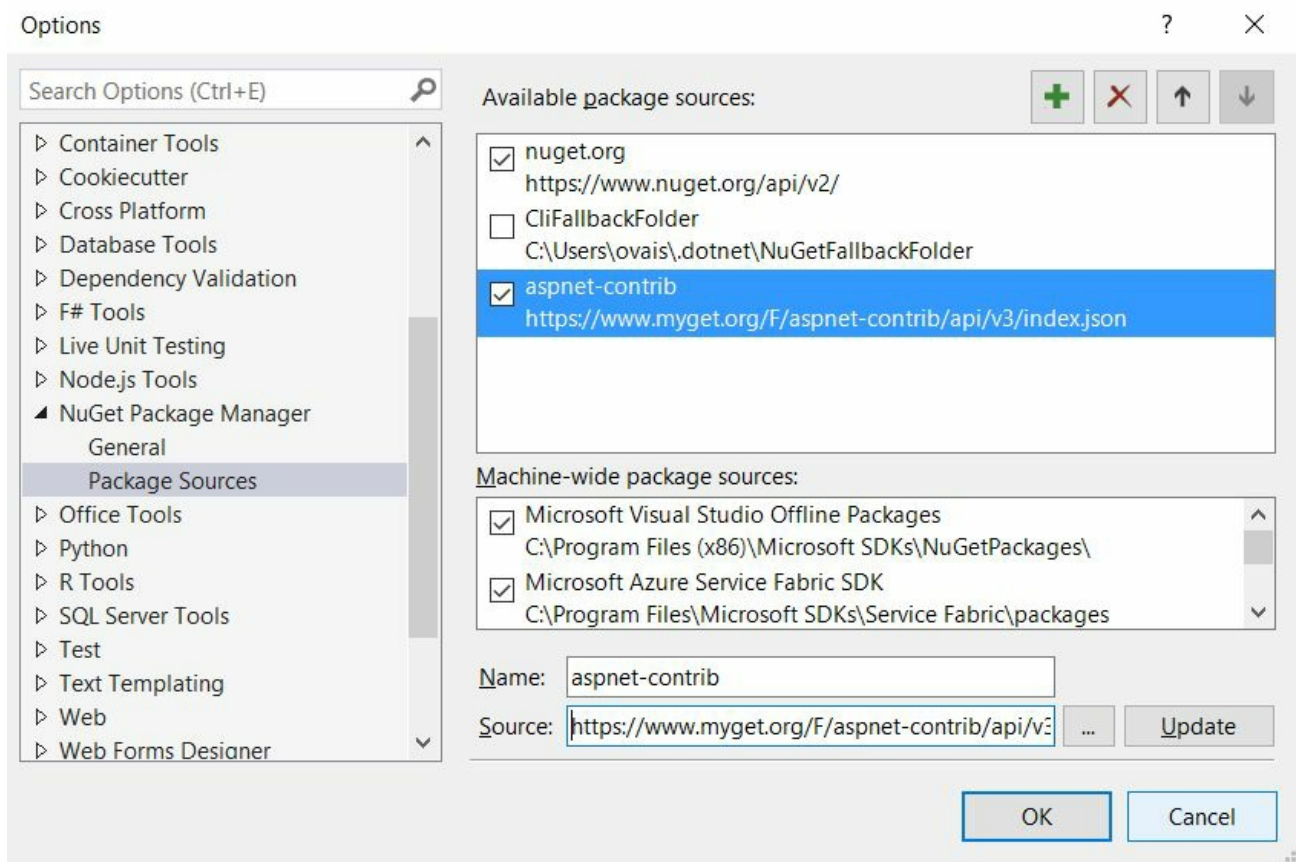 Options
?
Search Options (Ctrl+E)
Container Tools
Cookiecutter
Cross Platform
Database Tools
Dependency Validation
F# Tools
Live Unit Testing
Node.js Tools
NuGet Package Manager
General
Package Sources
Office Tools
Python
R Tools
SQL Server Tools
Test
Text Templating
Web
Web Forms Designer
Available package sources:
nuget.org
https://www.nuget.org/api/v2/
CliFallbackFolder
C:\Users\ovais\.dotnet\NuGetFallbackFolder
aspnet-contrib
https://www.myget.org/F/aspnet-contrib/api/v3/index.json
Machine-wide package sources:
Microsoft Visual Studio Offline Packages
C:\Program Files (x86)\Microsoft SDKs\NuGetPackages\
Microsoft Azure Service Fabric SDK
C:\Program Files\Microsoft SDKs\Service Fabric\packages
Name: aspnet-contrib
Source: https://www.myget.org/F/aspnet-contrib/api/v3 ... Update
OK Cancel